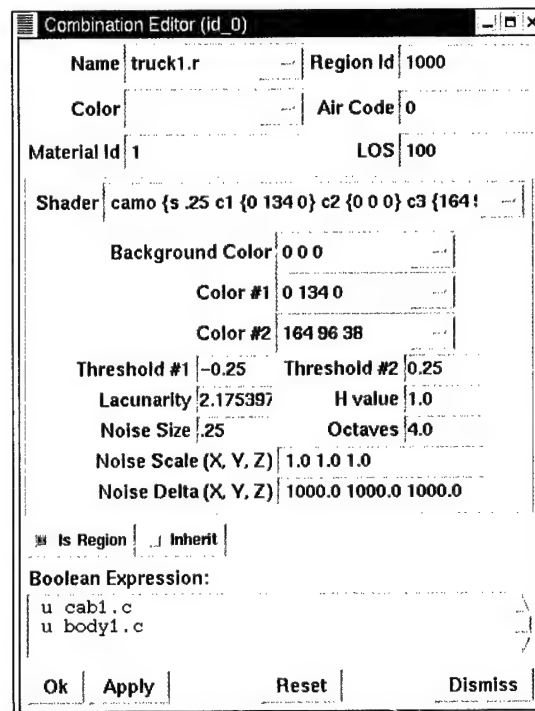 Combination Editor (id_0)
Name truck1.r Region Id 1000
Color Air Code 0
Material Id 1 LOS 100
Shader camo {s .25 c1 {0 134 0} c2 {0 0 0} c3 {164
Background Color 0 0 0
Color #1 0 134 0
Color #2 164 96 38
Threshold #1 −0.25 Threshold #2 0.25
Lacunarity 2.175397 H value 1.0
Noise Size .25 Octaves 4.0
Noise Scale (X, Y, Z) 1.0 1.0 1.0
Noise Delta (X, Y, Z) 1000.0 1000.0 1000.0
Is Region Inherit
Boolean Expression:
u cab1.c
u body1.c
Ok Apply Reset Dismiss